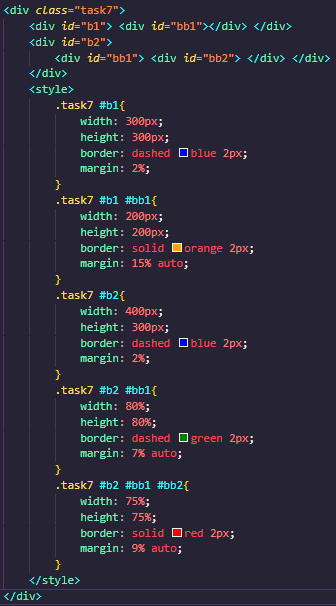 <div class="task7">
<div id="b1"> <div id="bb1"></div> </div>
<div id="b2">
<div id="bb1"> <div id="bb2"> </div> </div>
</div>
<style>
.task7 #b1{
width: 300px;
height: 300px;
border: dashed blue 2px;
margin: 2%;
}
.task7 #b1 #bb1{
width: 200px;
height: 200px;
border: solid orange 2px;
margin: 15% auto;
}
.task7 #b2{
width: 400px;
height: 300px;
border: dashed blue 2px;
margin: 2%;
}
.task7 #b2 #bb1{
width: 80%;
height: 80%;
border: dashed green 2px;
margin: 7% auto;
}
.task7 #b2 #bb1 #bb2{
width: 75%;
height: 75%;
border: solid red 2px;
margin: 9% auto;
}
</style>
</div>